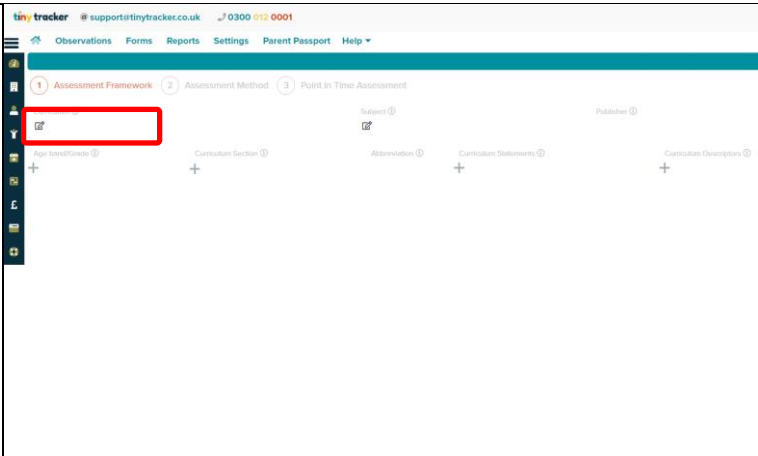 tiny tracker @ support@tinytracker.co.uk 0300 012 0001
Observations Forms Reports Settings Parent Passport Help
1 Assessment Framework 2 Assessment Method 3 Point in Time Assessment
Subject Publisher
Age band/Grade Curriculum Section Abbreviation Curriculum Statements Curriculum Descriptors